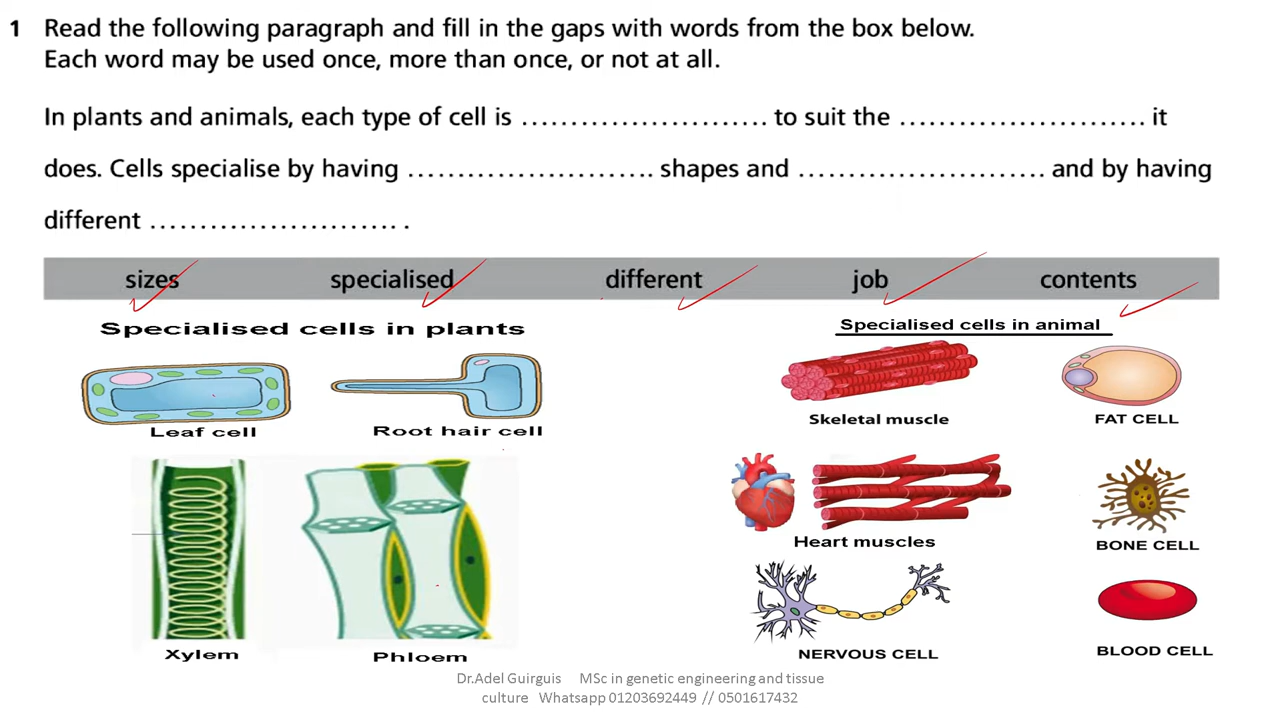 1 Read the following paragraph and fill in the gaps with words from the box below.
Each word may be used once, more than once, or not at all.
In plants and animals, each type of cell is ........................ to suit the ........................ it
does. Cells specialise by having ........................ shapes and ........................ and by having
different ........................ .
sizes specialised different job contents
Specialised cells in plants
Specialised cells in animal
Leaf cell
Root hair cell
Skeletal muscle
FAT CELL
Heart muscles
BONE CELL
Xylem
Phloem
NERVOUS CELL
BLOOD CELL
Dr.Adel Guirguis MSc in genetic engineering and tissue
culture Whatsapp 01203692449 // 0501617432